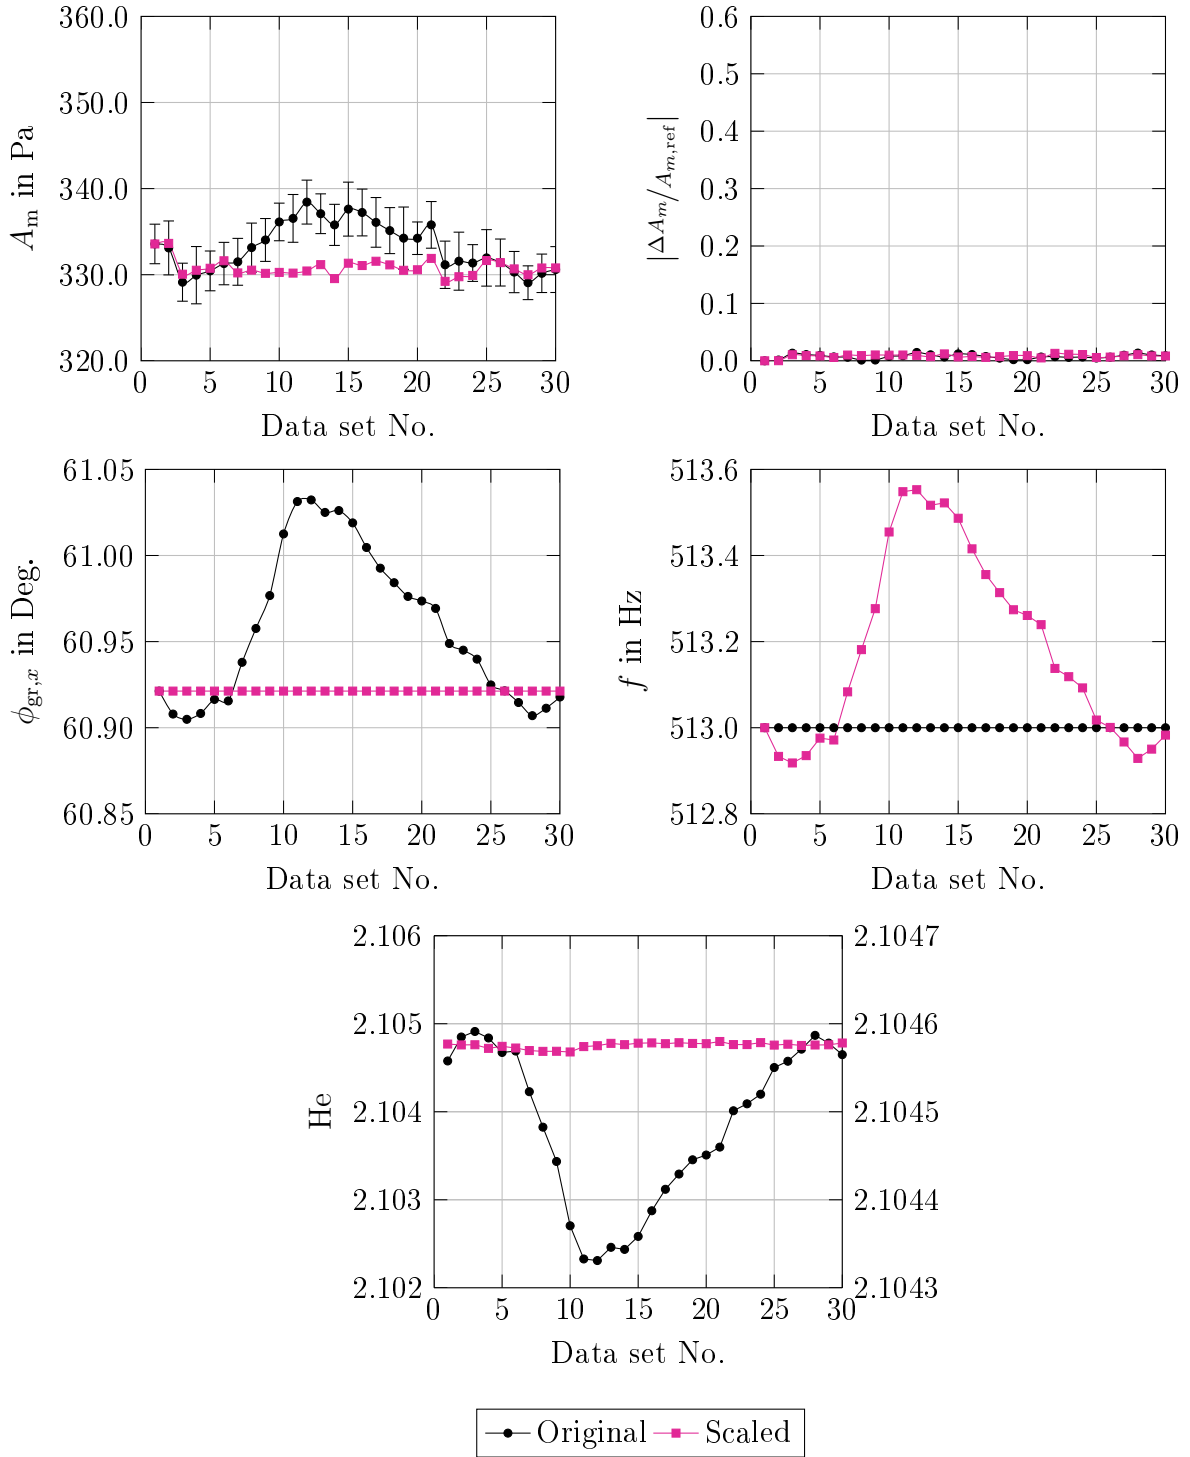 360.0
350.0
340.0
330.0
320.0
A_m in Pa
0 5 10 15 20 25 30
Data set No.
0.6
0.5
0.4
0.3
0.2
0.1
0.0
|ΔA_m/A_{m,ref}|
0 5 10 15 20 25 30
Data set No.
61.05
61.00
60.95
60.90
60.85
ϕ_{gr,x} in Deg.
0 5 10 15 20 25 30
Data set No.
513.6
513.4
513.2
513.0
512.8
f in Hz
0 5 10 15 20 25 30
Data set No.
2.106
2.105
2.104
2.103
2.102
He
2.1047
2.1046
2.1045
2.1044
2.1043
0 5 10 15 20 25 30
Data set No.
Original Scaled